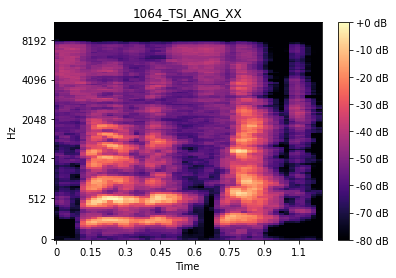 1064_TSI_ANG_XX
Hz
8192
4096
2048
1024
512
0
0 0.15 0.3 0.45 0.6 0.75 0.9 1.1
Time
+0 dB
-10 dB
-20 dB
-30 dB
-40 dB
-50 dB
-60 dB
-70 dB
-80 dB